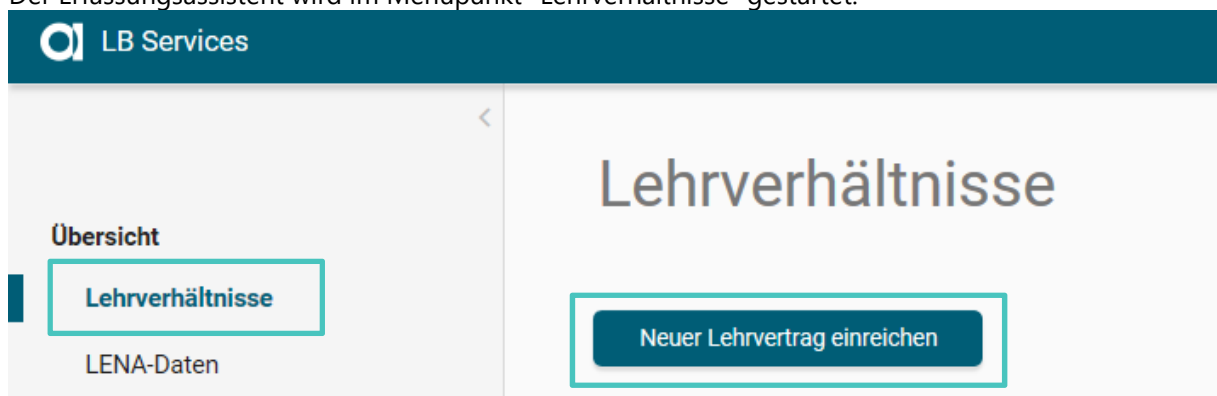 Der Erfassungsassistent wird im Menüpunkt "Lehrverhältnisse" gestartet.
LB Services
Lehrverhältnisse
Übersicht
Lehrverhältnisse
Neuer Lehrvertrag einreichen
LENA-Daten